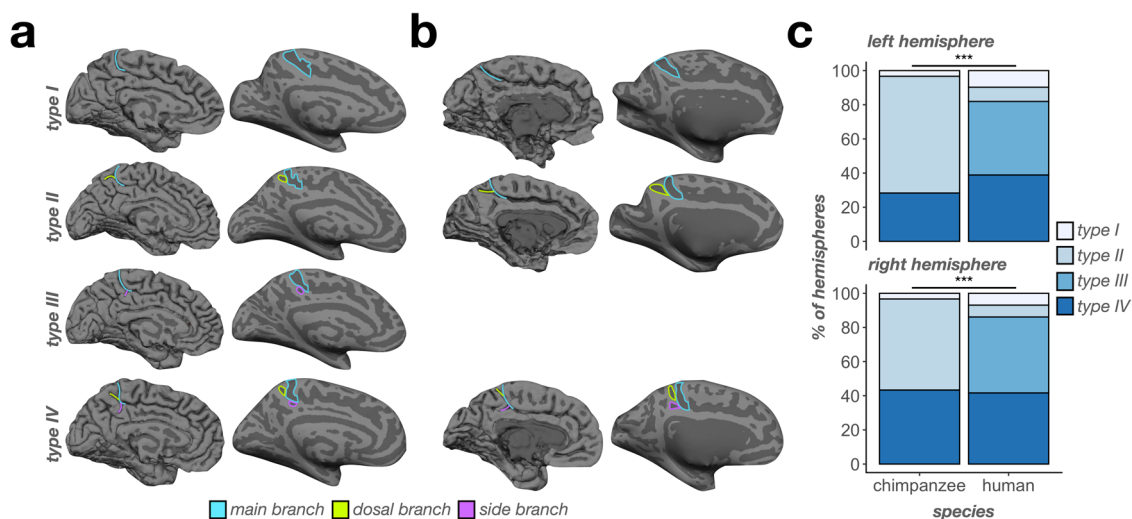 a
b
c
type I
type II
type III
type IV
main branch
dosal branch
side branch
left hemisphere
***
100
80
60
40
20
0
right hemisphere
***
100
80
60
40
20
0
% of hemispheres
chimpanzee
human
species
type I
type II
type III
type IV